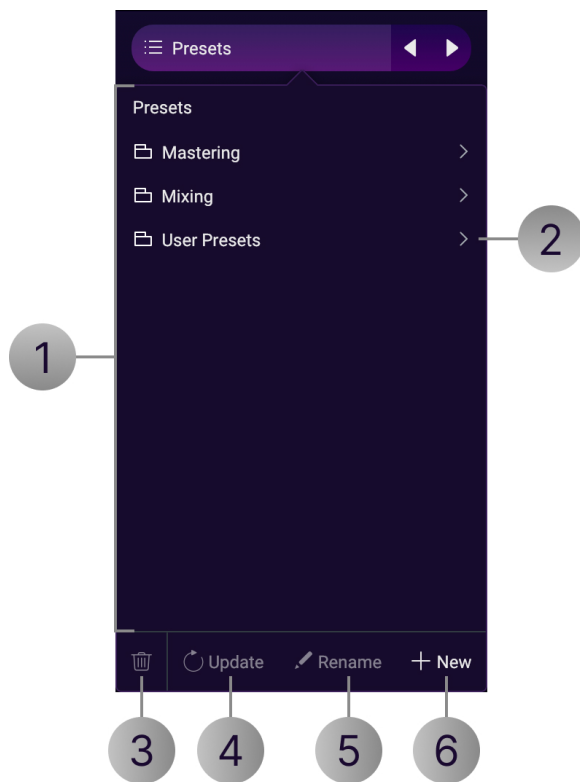 Presets
Presets
Mastering
Mixing
User Presets
2
1
Update Rename New
3 4 5 6